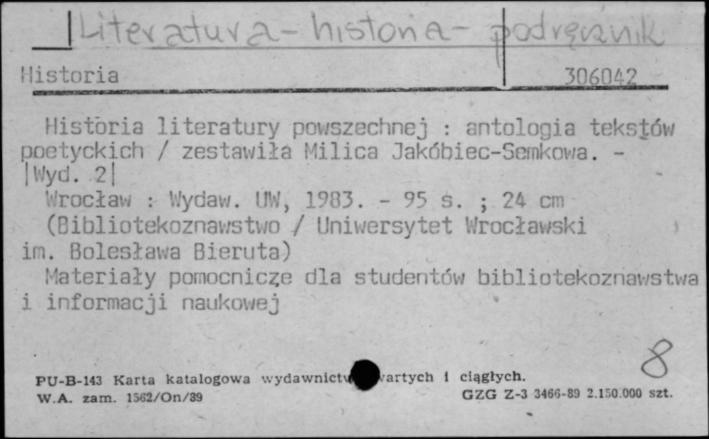 Literatura - historia - podręcznik
Historia 306042
Historia literatury powszechnej : antologia tekstów
poetyckich / zestawiła Milica Jakóbiec-Semkowa. -
|Wyd. 2|
Wrocław : Wydaw. UW, 1983. - 95 s. ; 24 cm
(Bibliotekoznawstwo / Uniwersytet Wrocławski
im. Bolesława Bieruta)
Materiały pomocnicze dla studentów bibliotekoznawstwa
i informacji naukowej
8
PU-B-143 Karta katalogowa wydawnictw wartych i ciągłych.
W.A. zam. 1562/On/89 GZG Z-3 3466-89 2.150.000 szt.